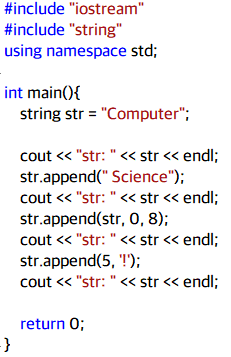 #include "iostream"
#include "string"
using namespace std;
int main(){
string str = "Computer";
cout << "str: " << str << endl;
str.append(" Science");
cout << "str: " << str << endl;
str.append(str, 0, 8);
cout << "str: " << str << endl;
str.append(5, '!');
cout << "str: " << str << endl;
return 0;
}